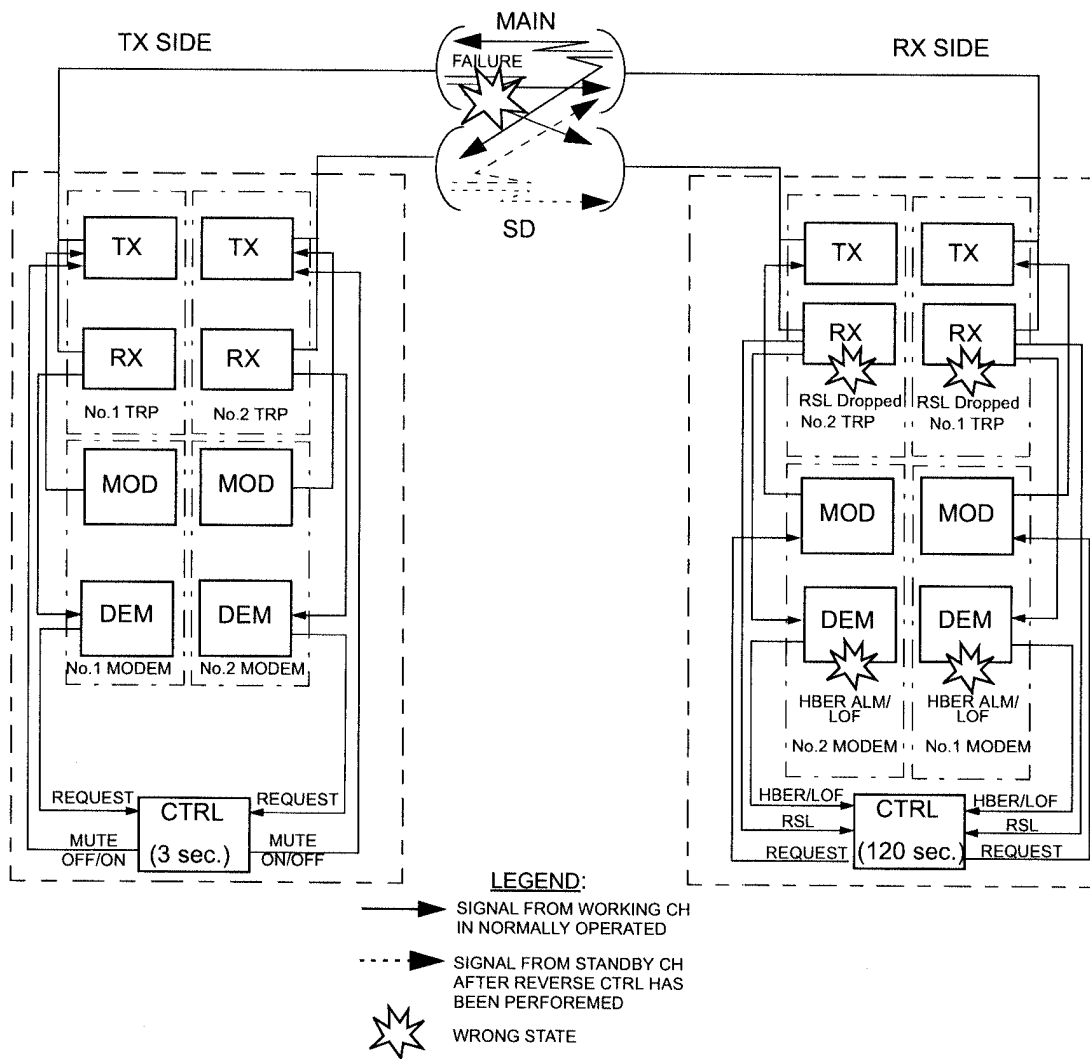 MAIN
TX SIDE
RX SIDE
FAILURE
SD
TX
TX
RX
RX
No.1 TRP
No.2 TRP
MOD
MOD
DEM
DEM
No.1 MODEM
No.2 MODEM
REQUEST
REQUEST
CTRL
(3 sec.)
MUTE
OFF/ON
MUTE
ON/OFF
TX
TX
RX
RX
RSL Dropped
No.2 TRP
RSL Dropped
No.1 TRP
MOD
MOD
DEM
DEM
HBER ALM/
LOF
HBER ALM/
LOF
No.2 MODEM
No.1 MODEM
HBER/LOF
HBER/LOF
RSL
RSL
CTRL
(120 sec.)
REQUEST
REQUEST
LEGEND:
SIGNAL FROM WORKING CH
IN NORMALLY OPERATED
SIGNAL FROM STANDBY CH
AFTER REVERSE CTRL HAS
BEEN PERFOREMED
WRONG STATE